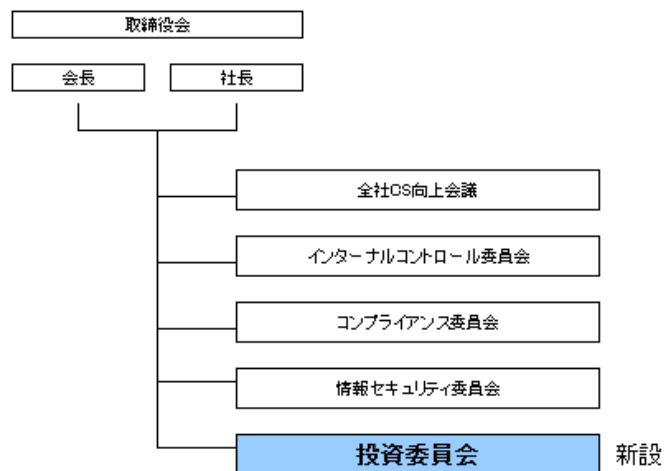 取締役会
会長
社長
全社CS向上会議
インターナルコントロール委員会
コンプライアンス委員会
情報セキュリティ委員会
投資委員会
新設